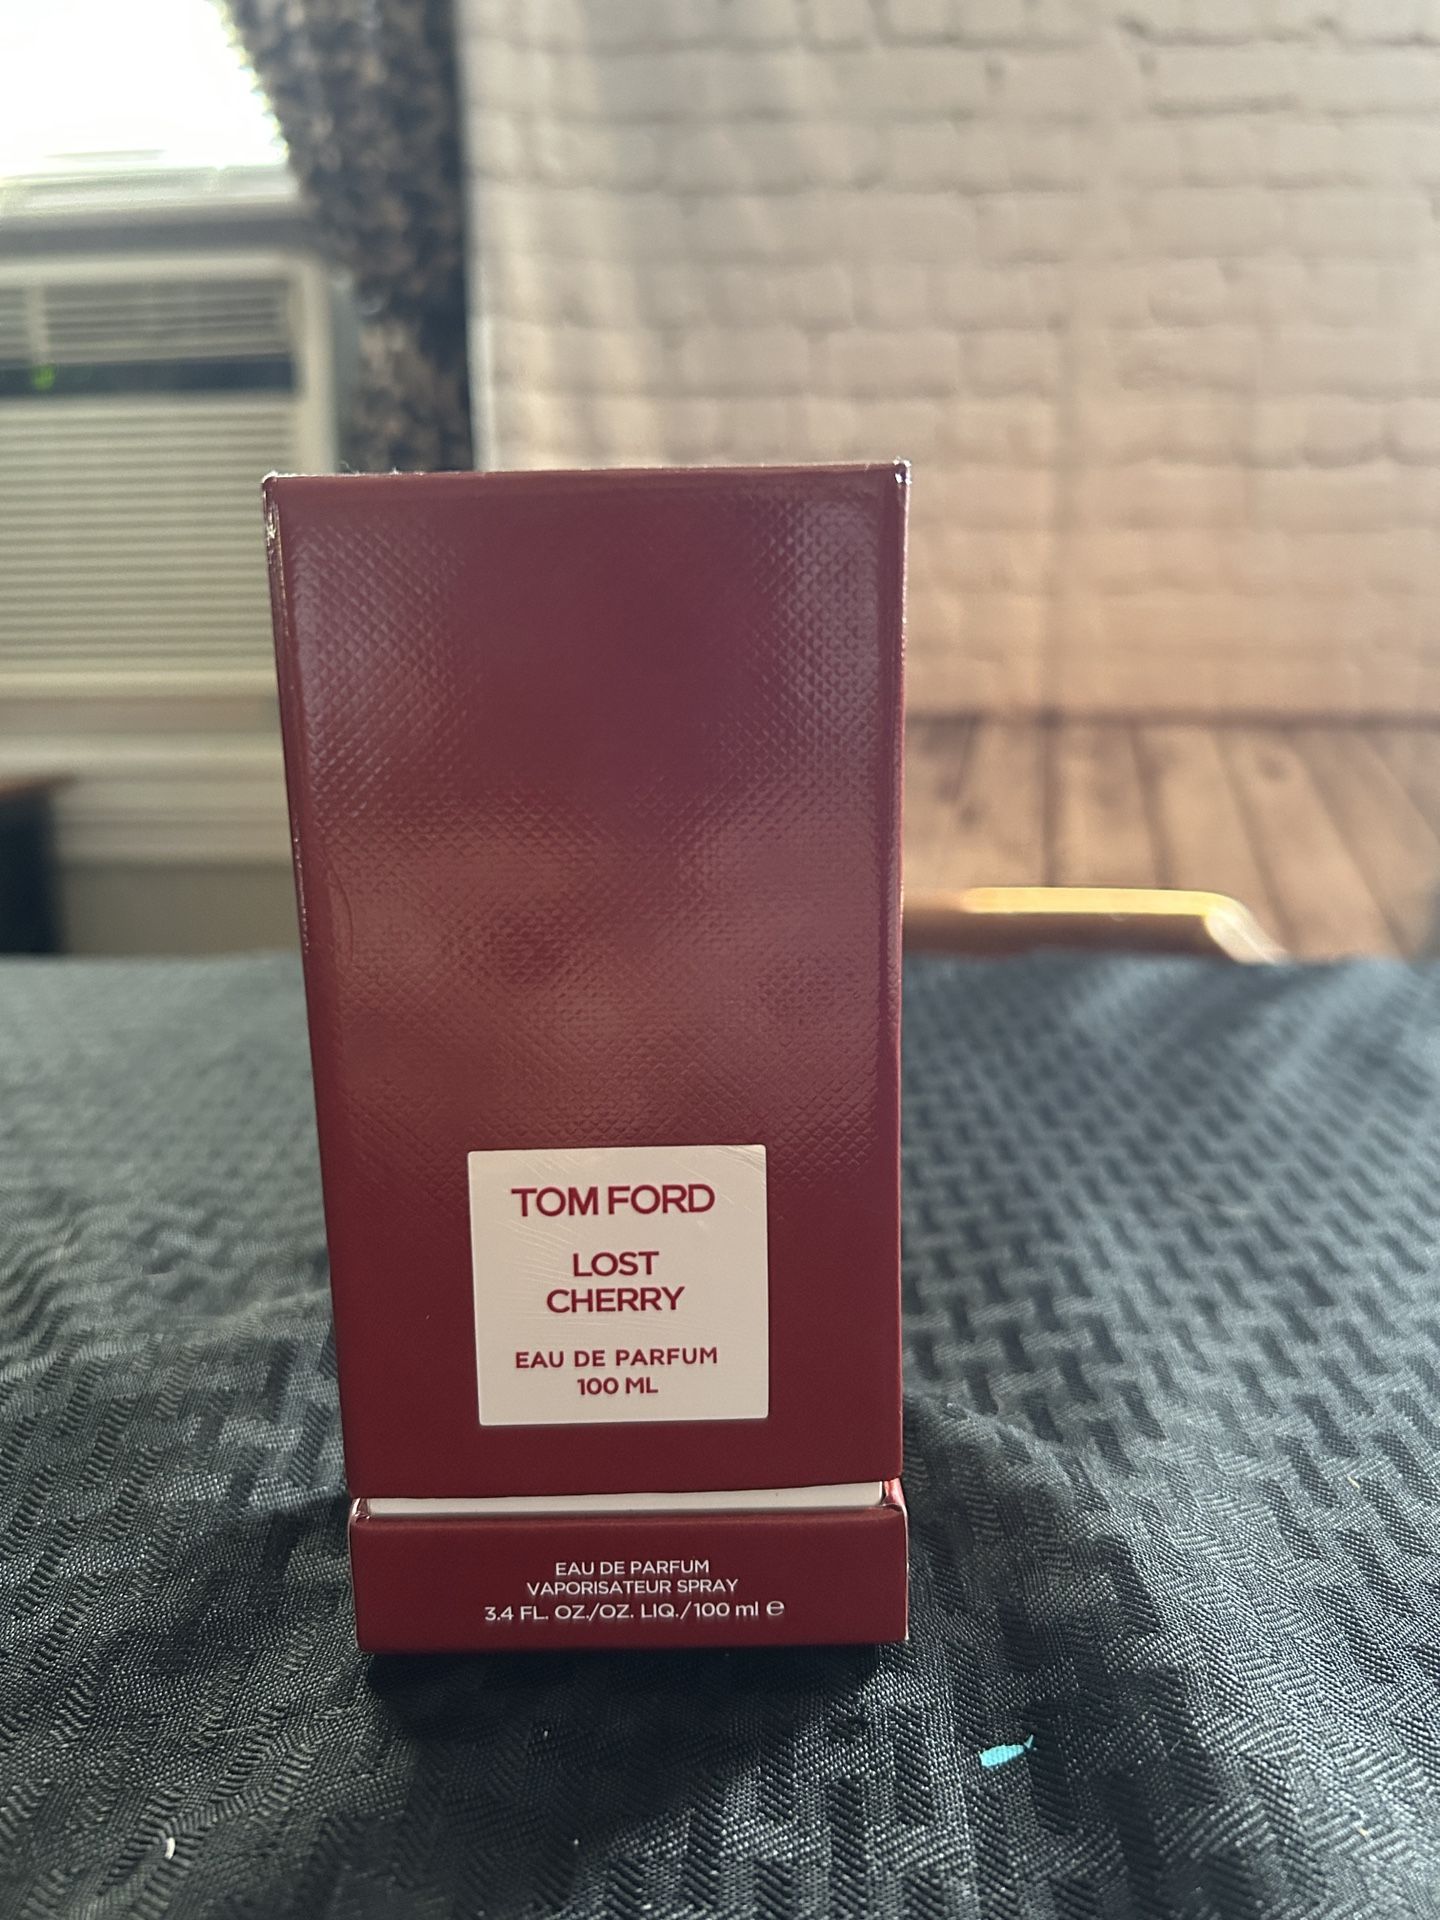 TOM FORD
LOST
CHERRY
EAU DE PARFUM
100 ML
EAU DE PARFUM
VAPORISATEUR SPRAY
3.4 FL. OZ./OZ. LIQ./100 ml ℮